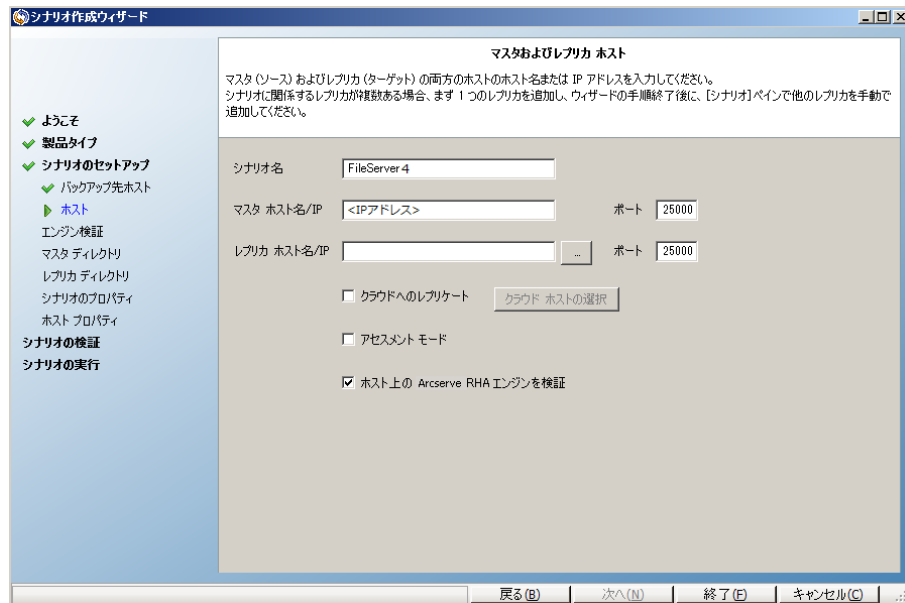 シナリオ作成ウィザード
マスタおよびレプリカ ホスト
マスタ (ソース) およびレプリカ (ターゲット) の両方のホストのホスト名または IP アドレスを入力してください。
シナリオに関係するレプリカが複数ある場合、まず 1 つのレプリカを追加し、ウィザードの手順終了後に、[シナリオ] ペインで他のレプリカを手動で
追加してください。
ようこそ
製品タイプ
シナリオのセットアップ
バックアップ先ホスト
ホスト
エンジン検証
マスタ ディレクトリ
レプリカ ディレクトリ
シナリオのプロパティ
ホスト プロパティ
シナリオの検証
シナリオの実行
シナリオ名 FileServer 4
マスタ ホスト名/IP <IPアドレス> ポート 25000
レプリカ ホスト名/IP ... ポート 25000
クラウドへのレプリケート クラウド ホストの選択
アセスメント モード
ホスト上の Arcserve RHA エンジンを検証
戻る(B) 次へ(N) 終了(F) キャンセル(C)